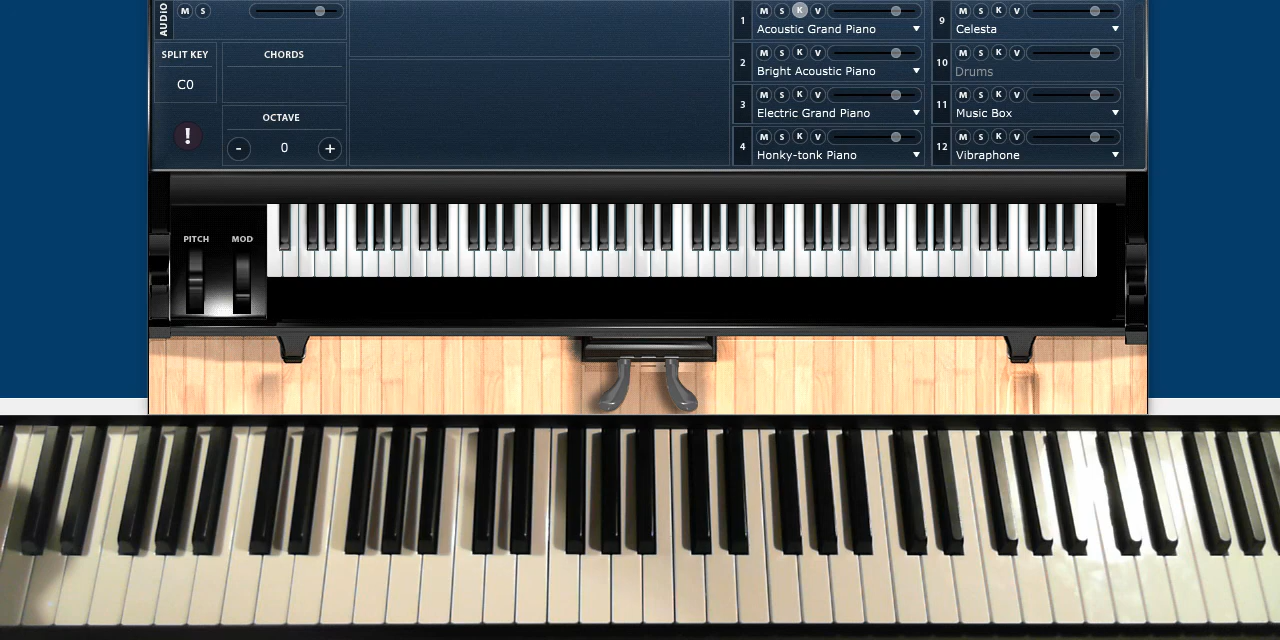 AUDIO
M S
SPLIT KEY
C0
!
CHORDS
OCTAVE
- 0 +
1
M S K V
Acoustic Grand Piano
2
M S K V
Bright Acoustic Piano
3
M S K V
Electric Grand Piano
4
M S K V
Honky-tonk Piano
9
M S K V
Celesta
10
M S K V
Drums
11
M S K V
Music Box
12
M S K V
Vibraphone
PITCH
MOD